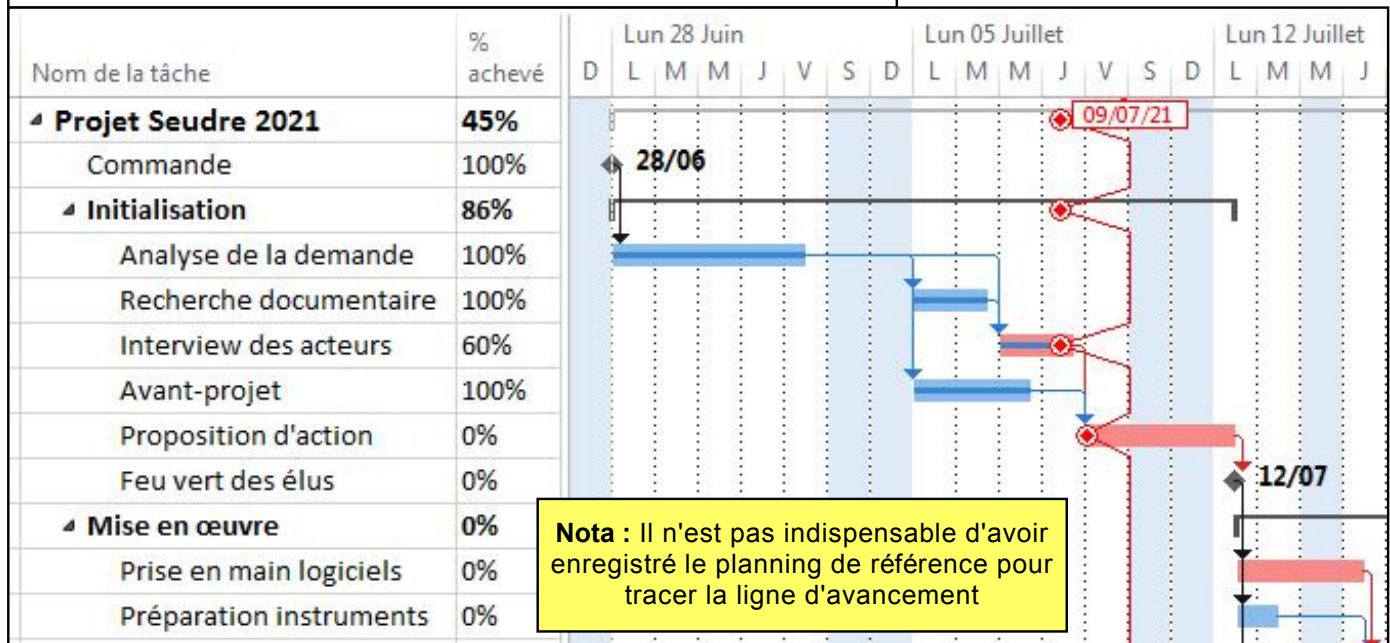 Nom de la tâche
%
achevé
Lun 28 Juin
Lun 05 Juillet
Lun 12 Juillet
D L M M J V S D L M M J V S D L M M J
Projet Seudre 2021 45% 09/07/21
Commande 100% 28/06
Initialisation 86%
Analyse de la demande 100%
Recherche documentaire 100%
Interview des acteurs 60%
Avant-projet 100%
Proposition d'action 0%
Feu vert des élus 0% 12/07
Mise en œuvre 0%
Prise en main logiciels 0%
Préparation instruments 0%
Nota : Il n'est pas indispensable d'avoir
enregistré le planning de référence pour
tracer la ligne d'avancement